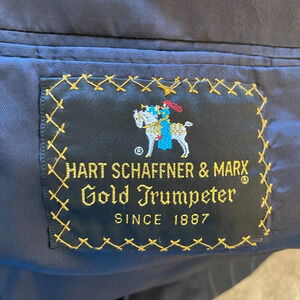 ®
HART SCHAFFNER & MARX®
Gold Trumpeter
SINCE 1887